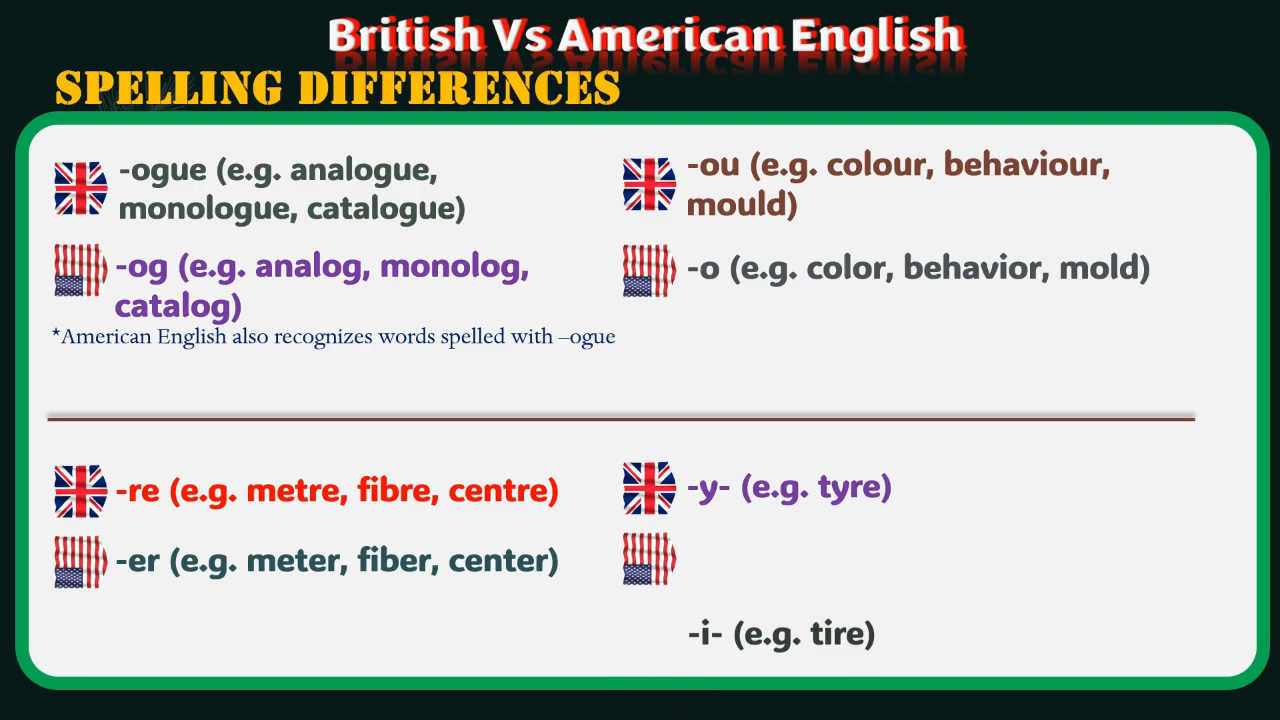 British Vs American English
SPELLING DIFFERENCES
-ogue (e.g. analogue,
monologue, catalogue)
-og (e.g. analog, monolog,
catalog)
*American English also recognizes words spelled with –ogue
-ou (e.g. colour, behaviour,
mould)
-o (e.g. color, behavior, mold)
-re (e.g. metre, fibre, centre)
-er (e.g. meter, fiber, center)
-y- (e.g. tyre)
-i- (e.g. tire)